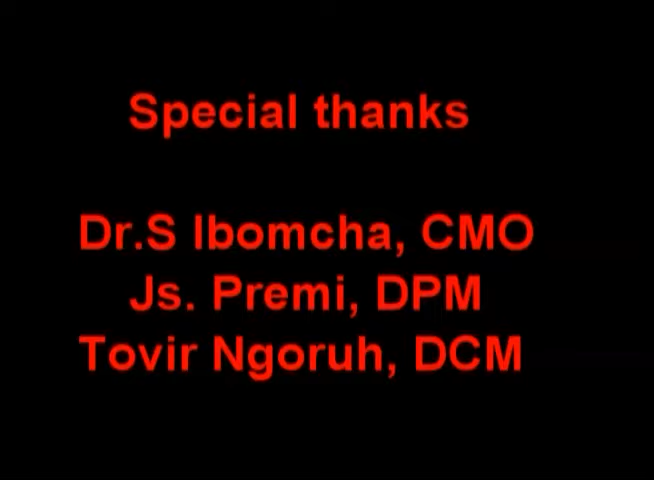 Special thanks
Dr.S Ibomcha, CMO
Js. Premi, DPM
Tovir Ngoruh, DCM